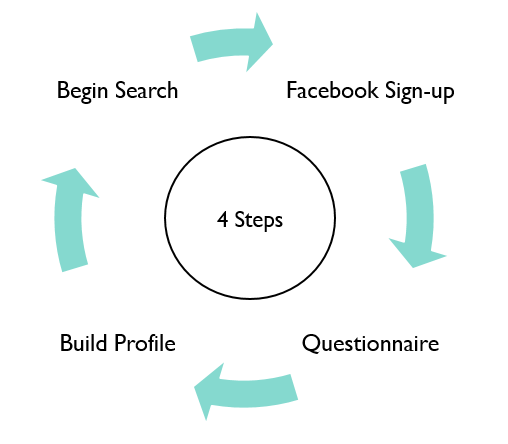 Begin Search
Facebook Sign-up
4 Steps
Build Profile
Questionnaire